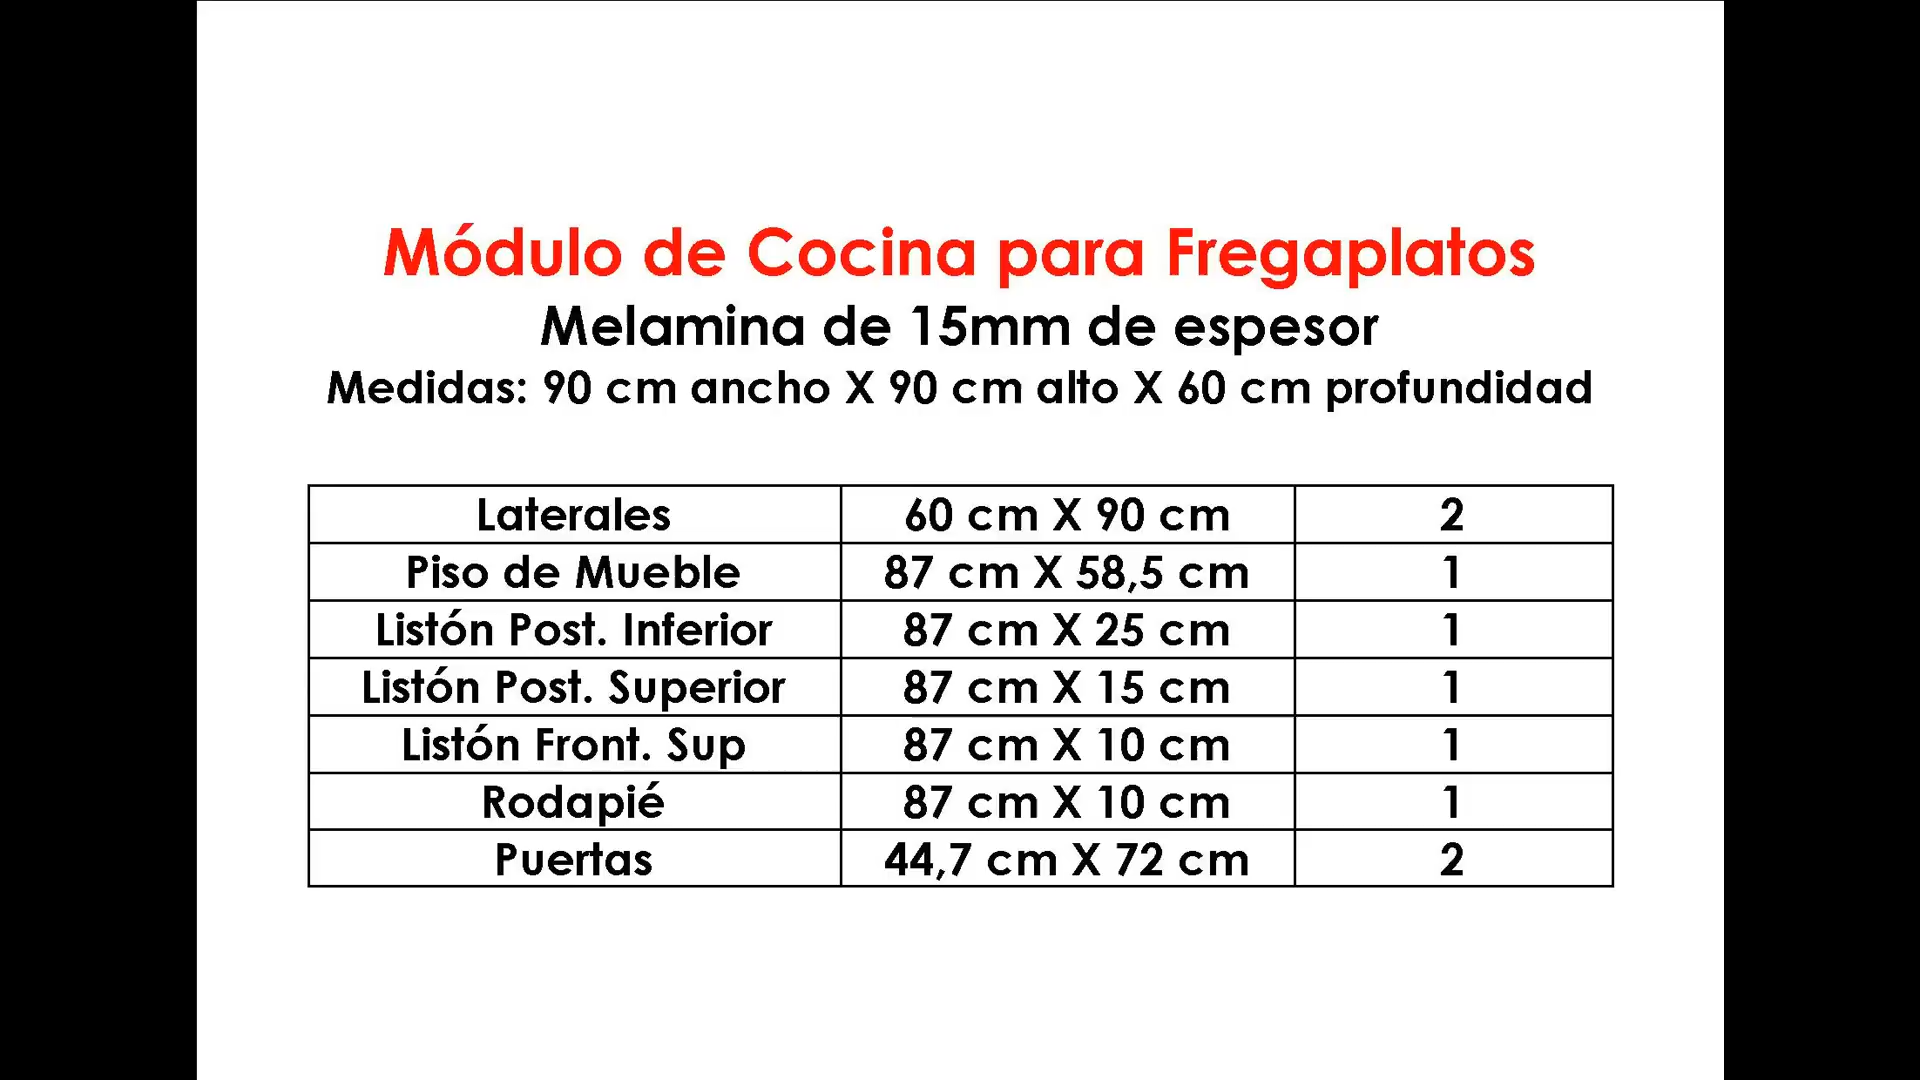 Módulo de Cocina para Fregaplatos
Melamina de 15mm de espesor
Medidas: 90 cm ancho X 90 cm alto X 60 cm profundidad
Laterales 60 cm X 90 cm 2
Piso de Mueble 87 cm X 58,5 cm 1
Listón Post. Inferior 87 cm X 25 cm 1
Listón Post. Superior 87 cm X 15 cm 1
Listón Front. Sup 87 cm X 10 cm 1
Rodapié 87 cm X 10 cm 1
Puertas 44,7 cm X 72 cm 2